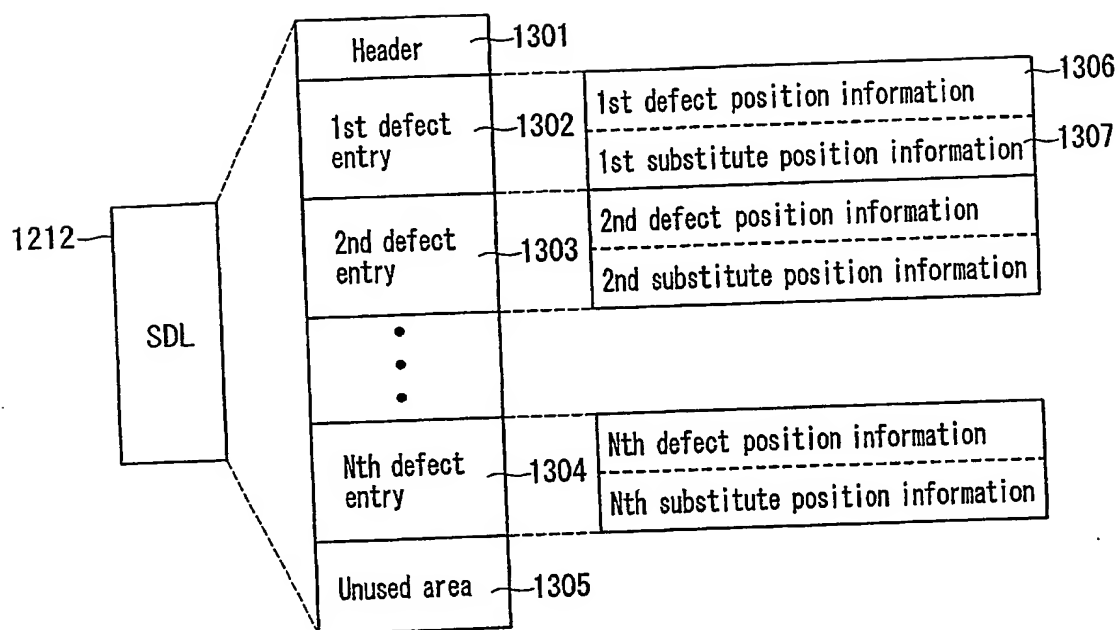 Header
1301
1306
1st defect position information
1st defect
entry
1302
1307
1st substitute position information
1212
2nd defect position information
2nd defect
entry
1303
2nd substitute position information
SDL
Nth defect position information
Nth defect
entry
1304
Nth substitute position information
Unused area
1305